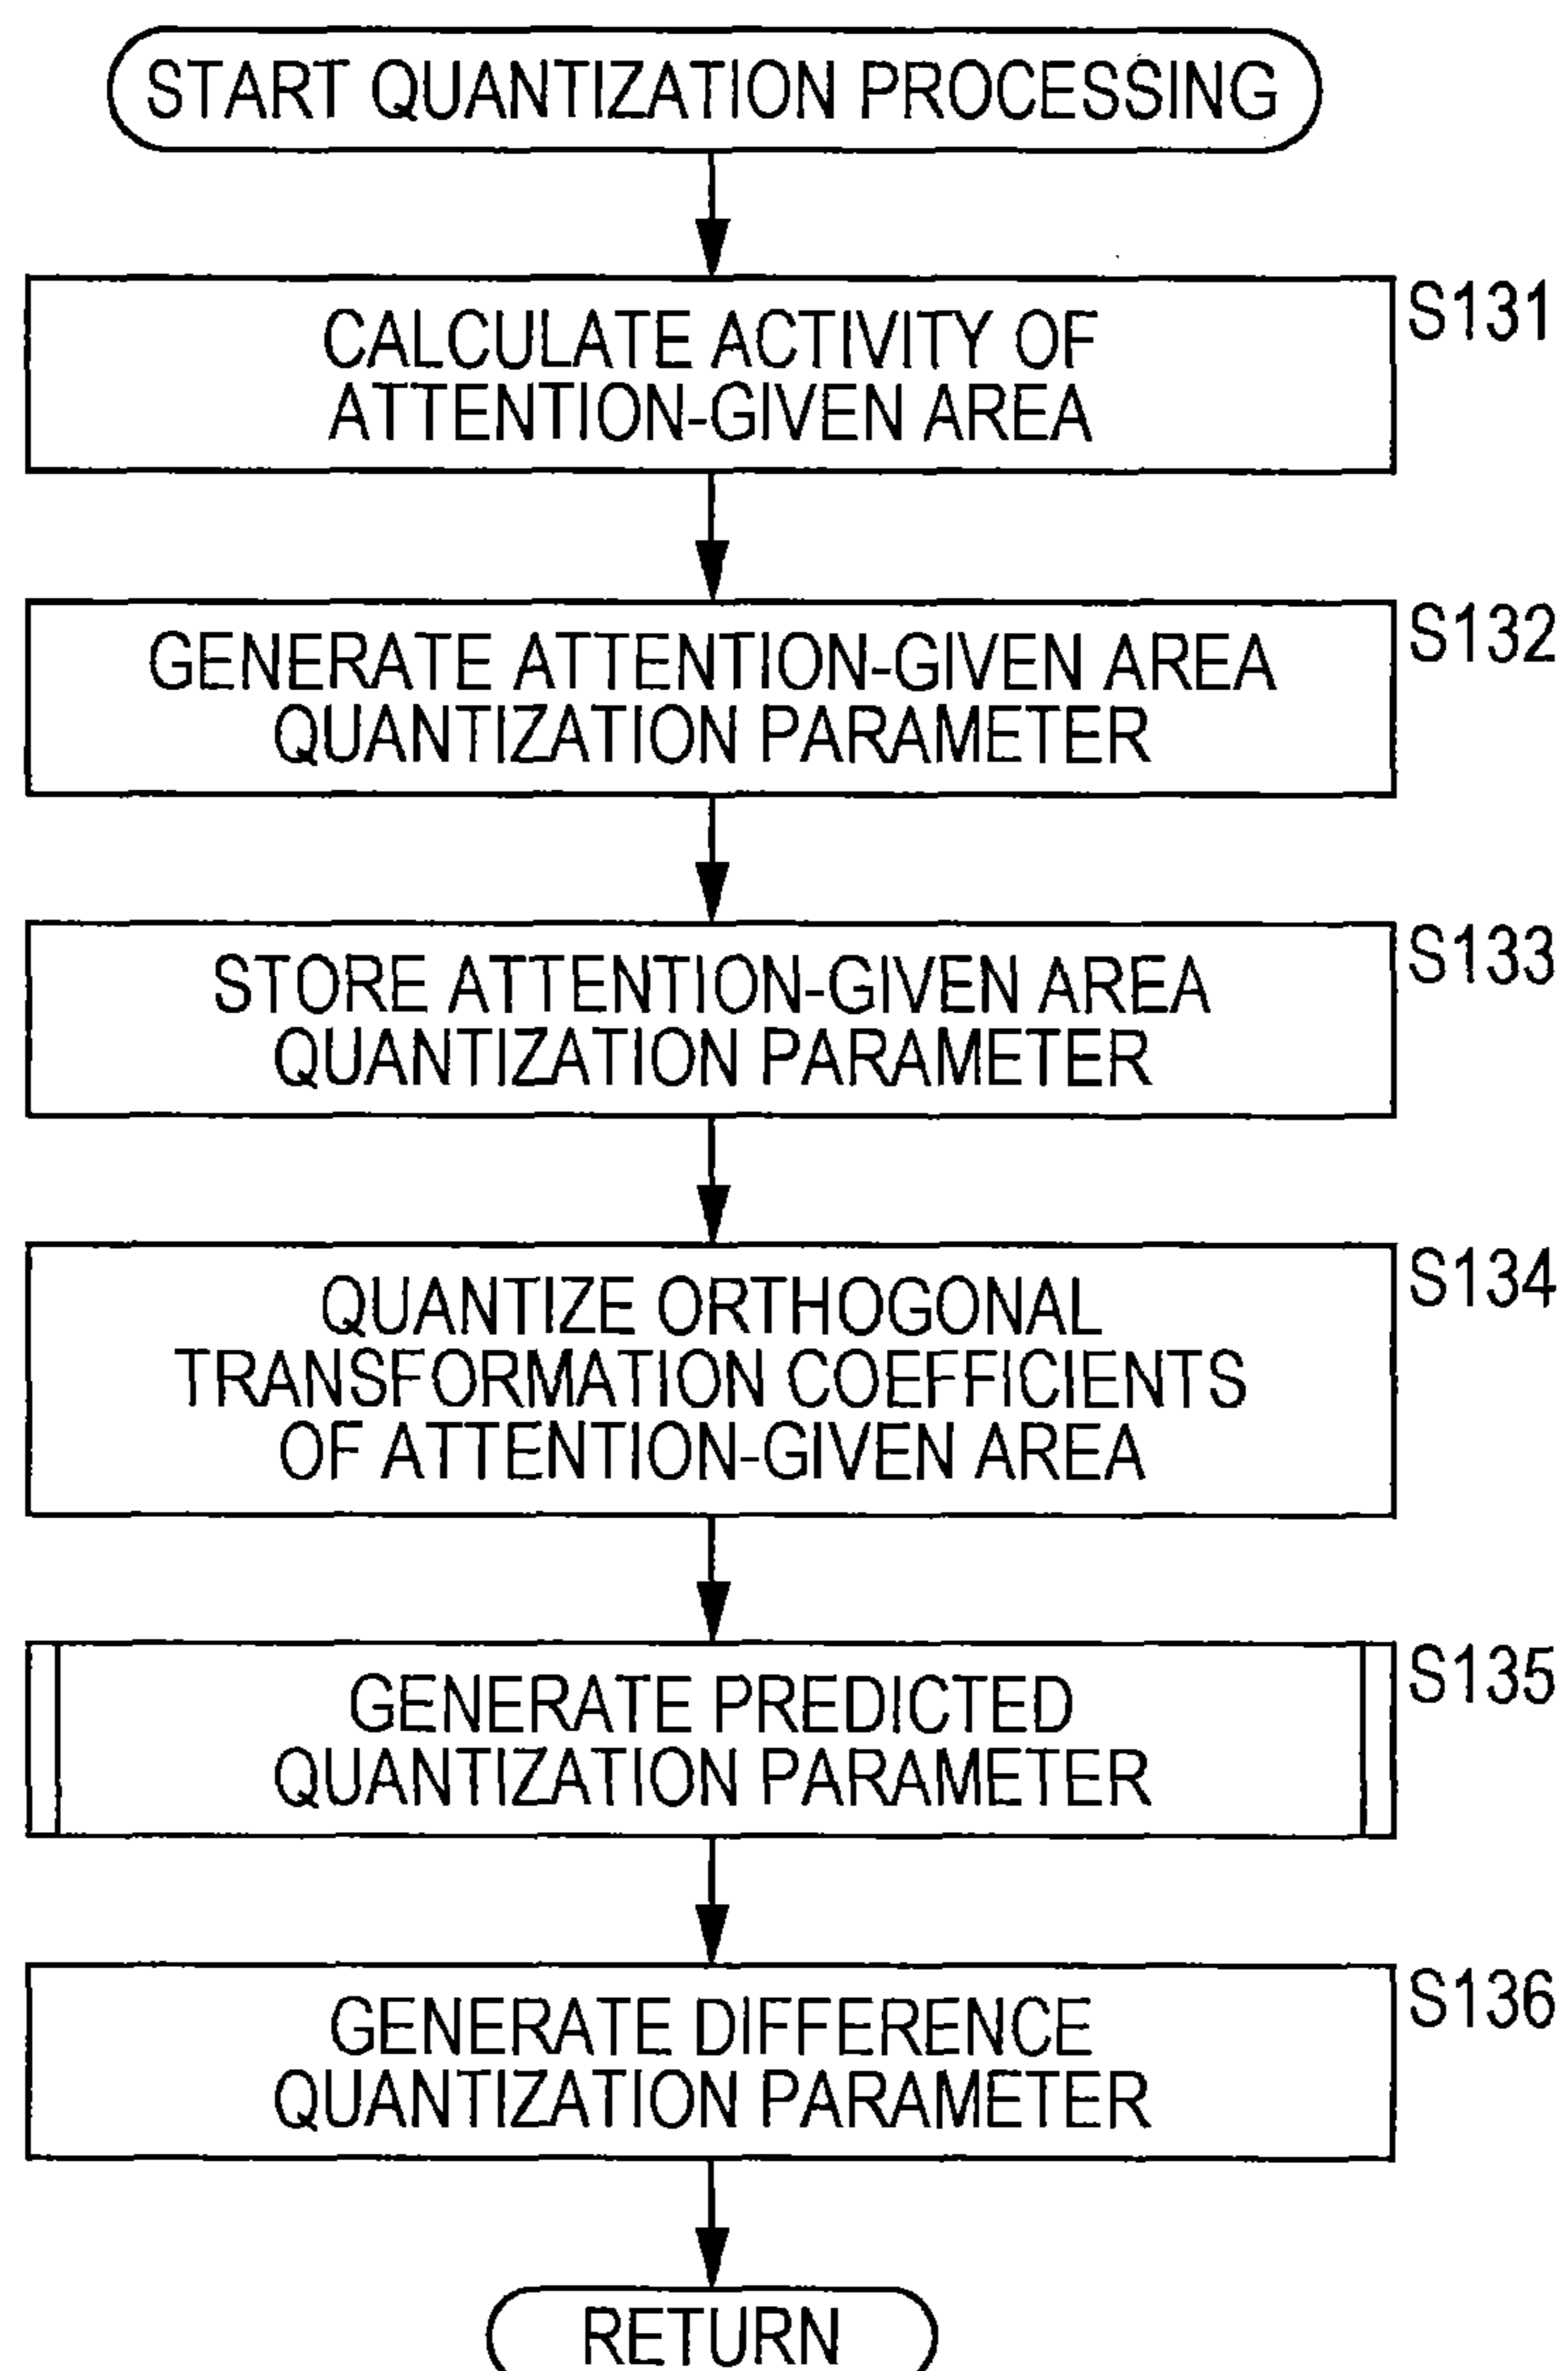 START QUANTIZATION PROCESSING
CALCULATE ACTIVITY OF
ATTENTION-GIVEN AREA
S131
GENERATE ATTENTION-GIVEN AREA
QUANTIZATION PARAMETER
S132
STORE ATTENTION-GIVEN AREA
QUANTIZATION PARAMETER
S133
QUANTIZE ORTHOGONAL
TRANSFORMATION COEFFICIENTS
OF ATTENTION-GIVEN AREA
S134
GENERATE PREDICTED
QUANTIZATION PARAMETER
S135
GENERATE DIFFERENCE
QUANTIZATION PARAMETER
S136
RETURN